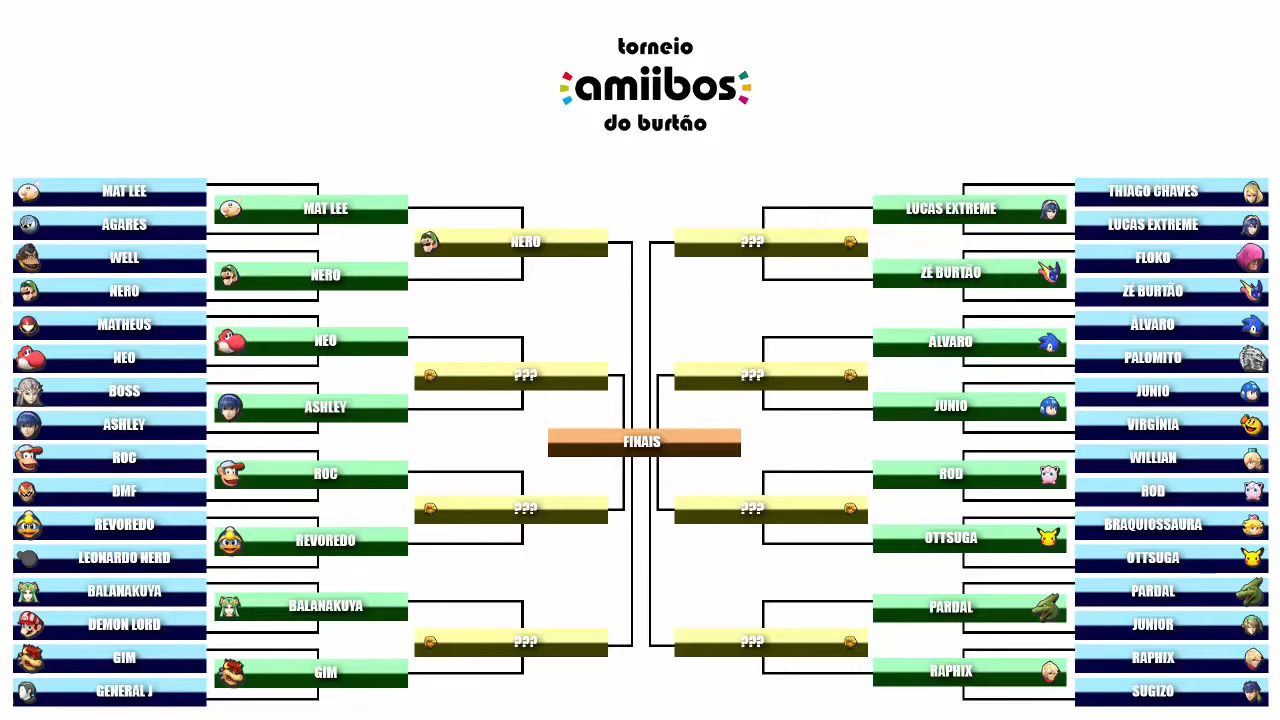 torneio
amiibos
do burtão
MAT LEE
AGARES
WELL
NERO
MATHEUS
NEO
BOSS
ASHLEY
ROC
DMF
REVOREDO
LEONARDO NERD
BALANAKUYA
DEMON LORD
GIM
GENERAL J
MAT LEE
NERO
NEO
ASHLEY
ROC
REVOREDO
BALANAKUYA
GIM
NERO
???
???
???
FINAIS
???
???
???
???
LUCAS EXTREME
ZÉ BURTÃO
ALVARO
JUNIO
ROD
OTTSUGA
PARDAL
RAPHIX
THIAGO CHAVES
LUCAS EXTREME
FLOKO
ZÉ BURTÃO
ÁLVARO
PALOMITO
JUNIO
VIRGÍNIA
WILLIAN
ROD
BRAQUIOSSAURA
OTTSUGA
PARDAL
JUNIOR
RAPHIX
SUGIZO